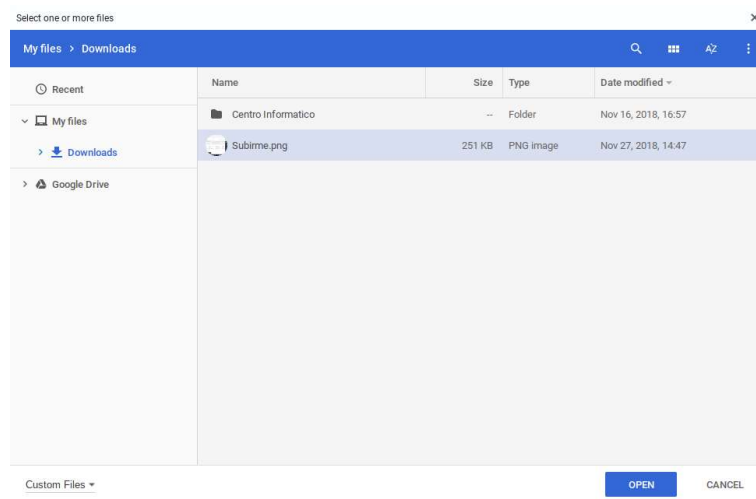 Select one or more files
My files > Downloads
AZ
Recent
Name Size Type Date modified
My files
Centro Informatico -- Folder Nov 16, 2018, 16:57
Downloads
Subirme.png 251 KB PNG image Nov 27, 2018, 14:47
Google Drive
Custom Files
OPEN CANCEL